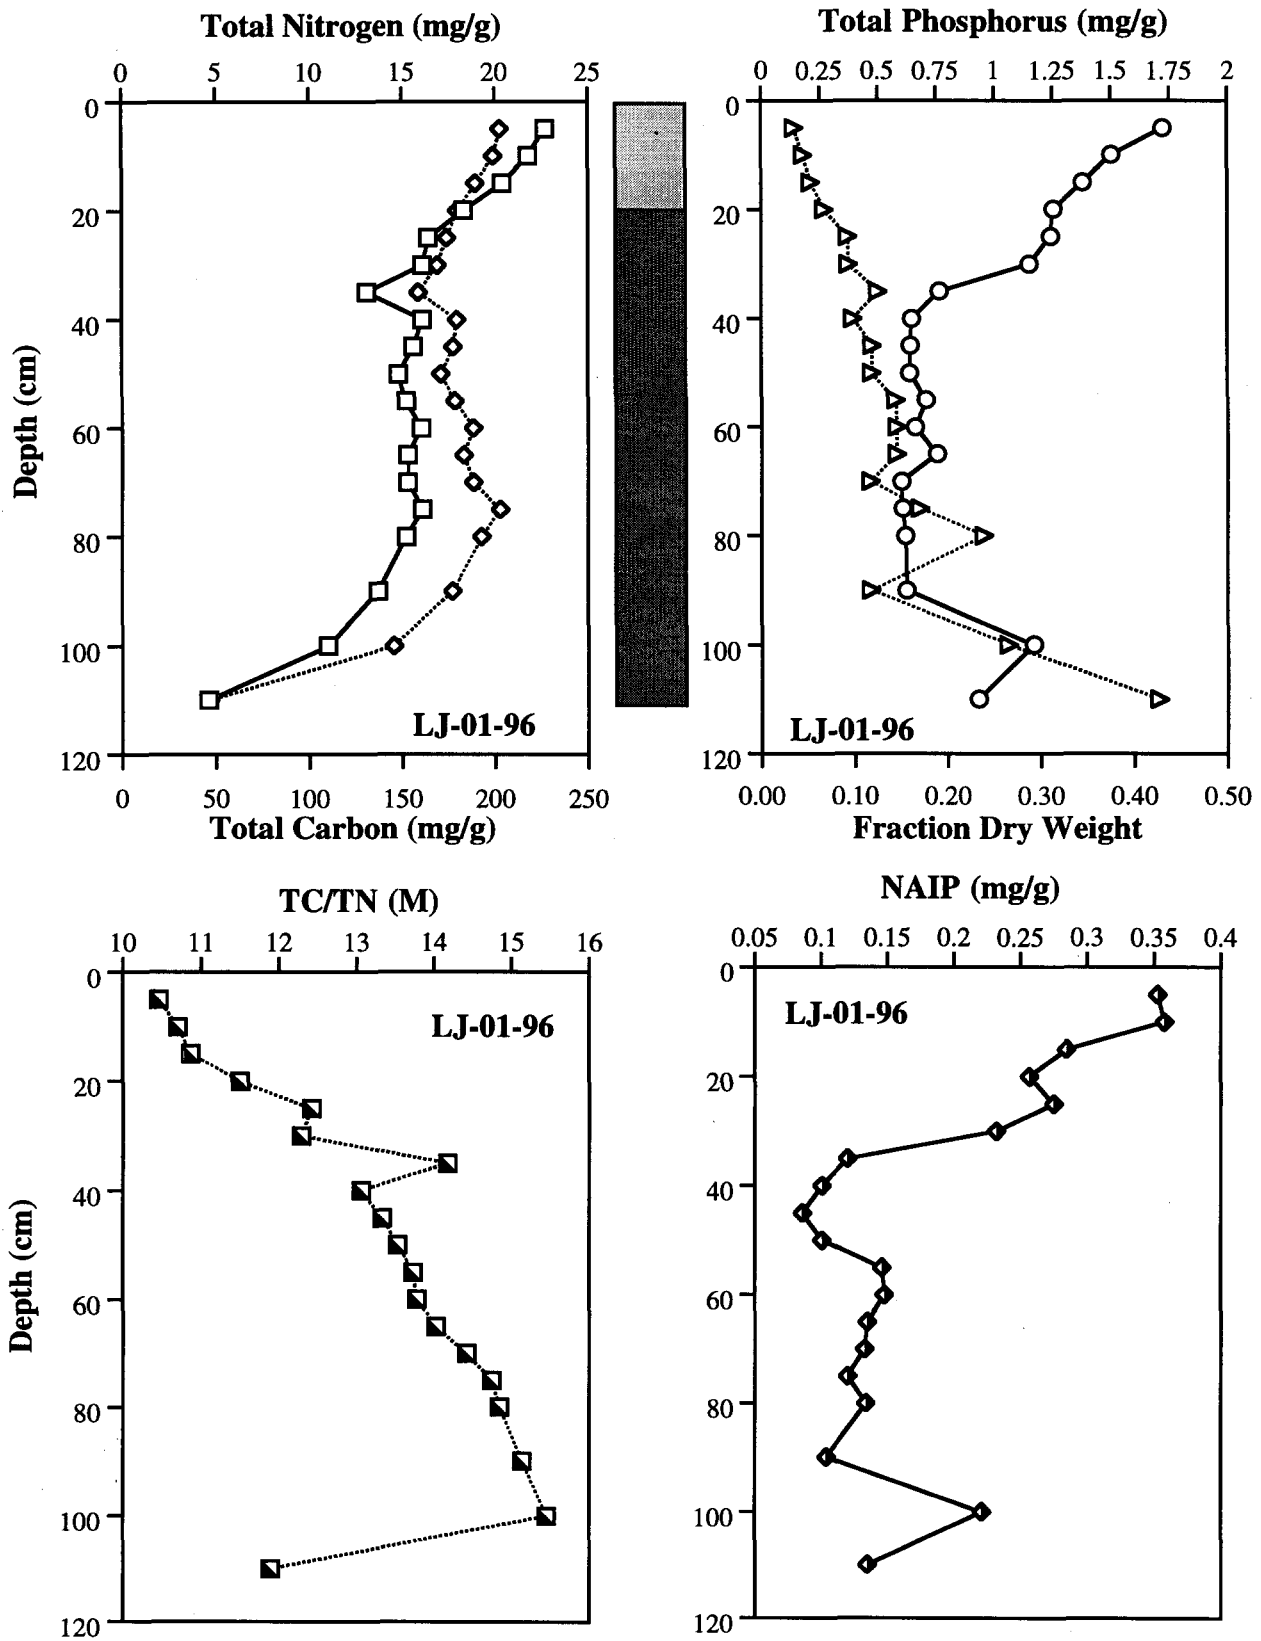 Total Nitrogen (mg/g)
0 5 10 15 20 25
0
20
40
60
80
100
120
Depth (cm)
LJ-01-96
0 50 100 150 200 250
Total Carbon (mg/g)
Total Phosphorus (mg/g)
0 0.25 0.5 0.75 1 1.25 1.5 1.75 2
0
20
40
60
80
100
120
LJ-01-96
0.00 0.10 0.20 0.30 0.40 0.50
Fraction Dry Weight
TC/TN (M)
10 11 12 13 14 15 16
0
20
40
60
80
100
120
Depth (cm)
LJ-01-96
NAIP (mg/g)
0.05 0.1 0.15 0.2 0.25 0.3 0.35 0.4
0
20
40
60
80
100
120
LJ-01-96